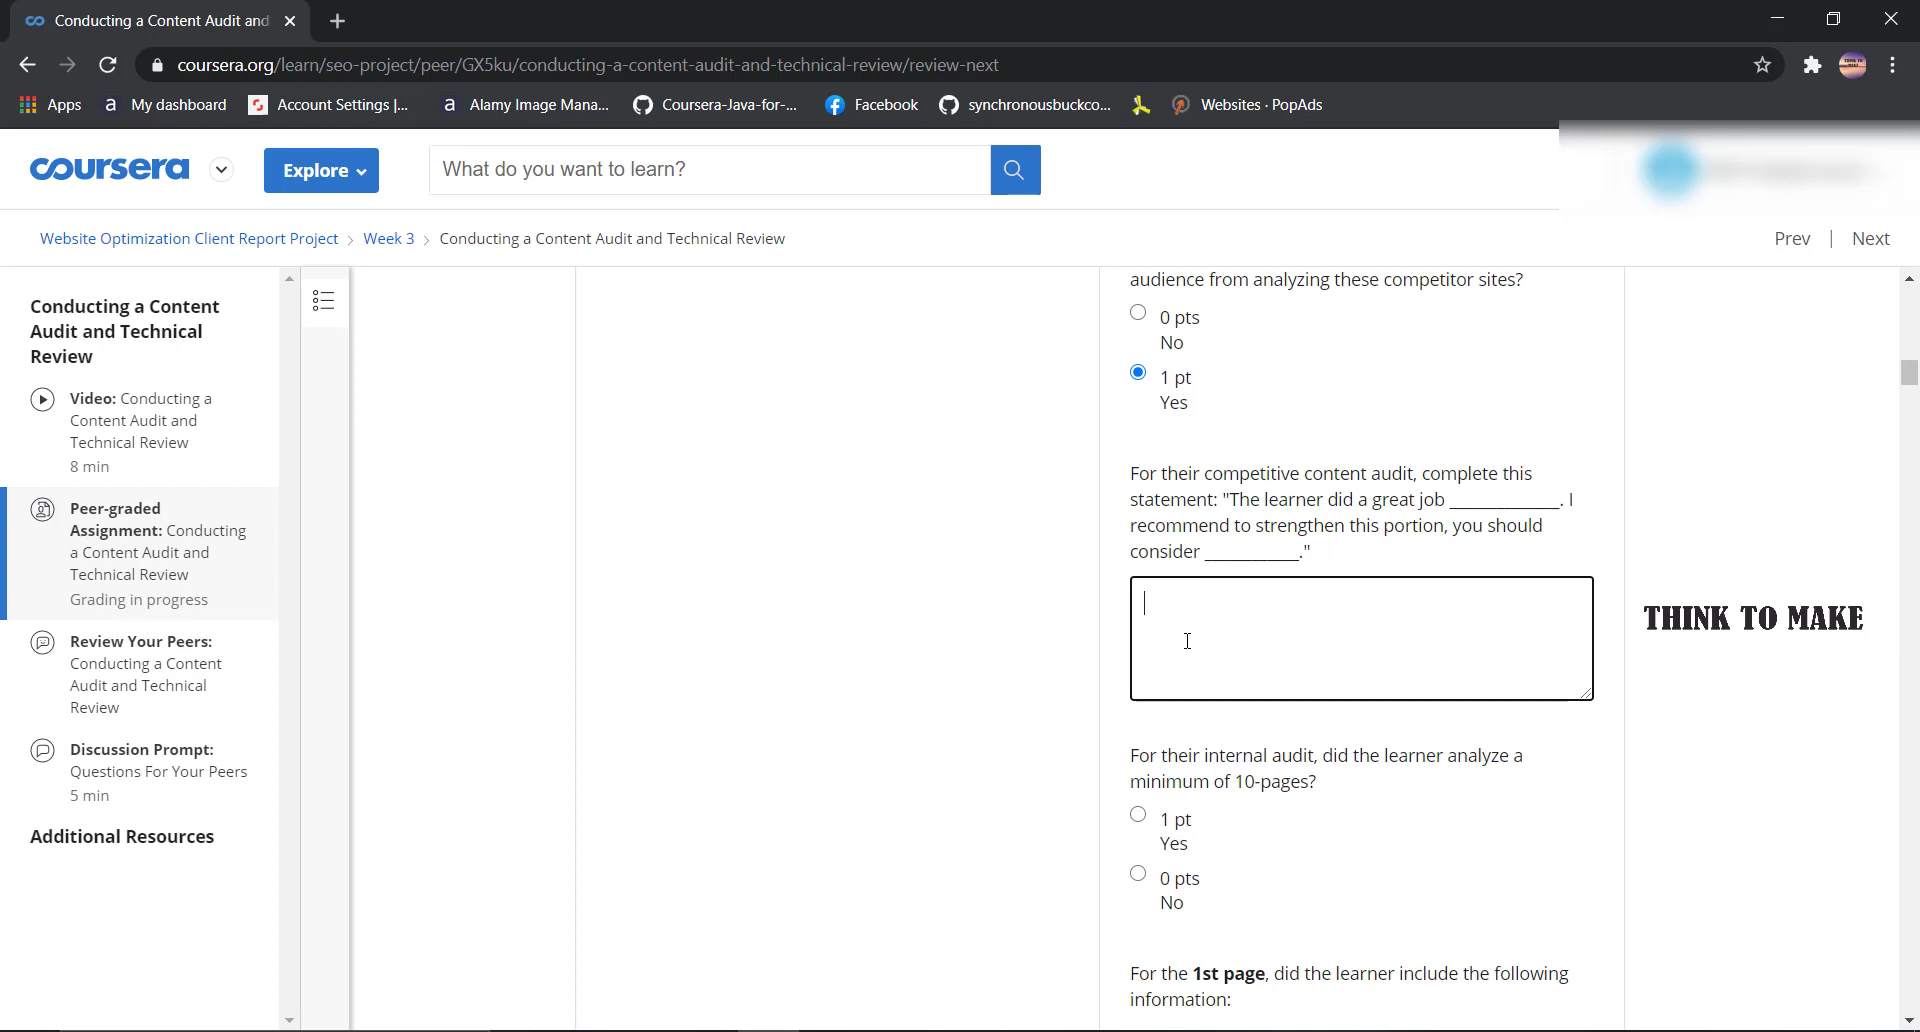 Conducting a Content Audit and
coursera.org/learn/seo-project/peer/GX5ku/conducting-a-content-audit-and-technical-review/review-next
Apps
a My dashboard
Account Settings |...
a Alamy Image Mana...
Coursera-Java-for-...
Facebook
synchronousbuckco...
Websites · PopAds
coursera
Explore
What do you want to learn?
Website Optimization Client Report Project > Week 3 > Conducting a Content Audit and Technical Review
Prev | Next
Conducting a Content
Audit and Technical
Review
Video: Conducting a
Content Audit and
Technical Review
8 min
Peer-graded
Assignment: Conducting
a Content Audit and
Technical Review
Grading in progress
Review Your Peers:
Conducting a Content
Audit and Technical
Review
Discussion Prompt:
Questions For Your Peers
5 min
Additional Resources
audience from analyzing these competitor sites?
0 pts
No
1 pt
Yes
For their competitive content audit, complete this
statement: "The learner did a great job ____________. I
recommend to strengthen this portion, you should
consider __________."
For their internal audit, did the learner analyze a
minimum of 10-pages?
1 pt
Yes
0 pts
No
For the 1st page, did the learner include the following
information:
THINK TO MAKE